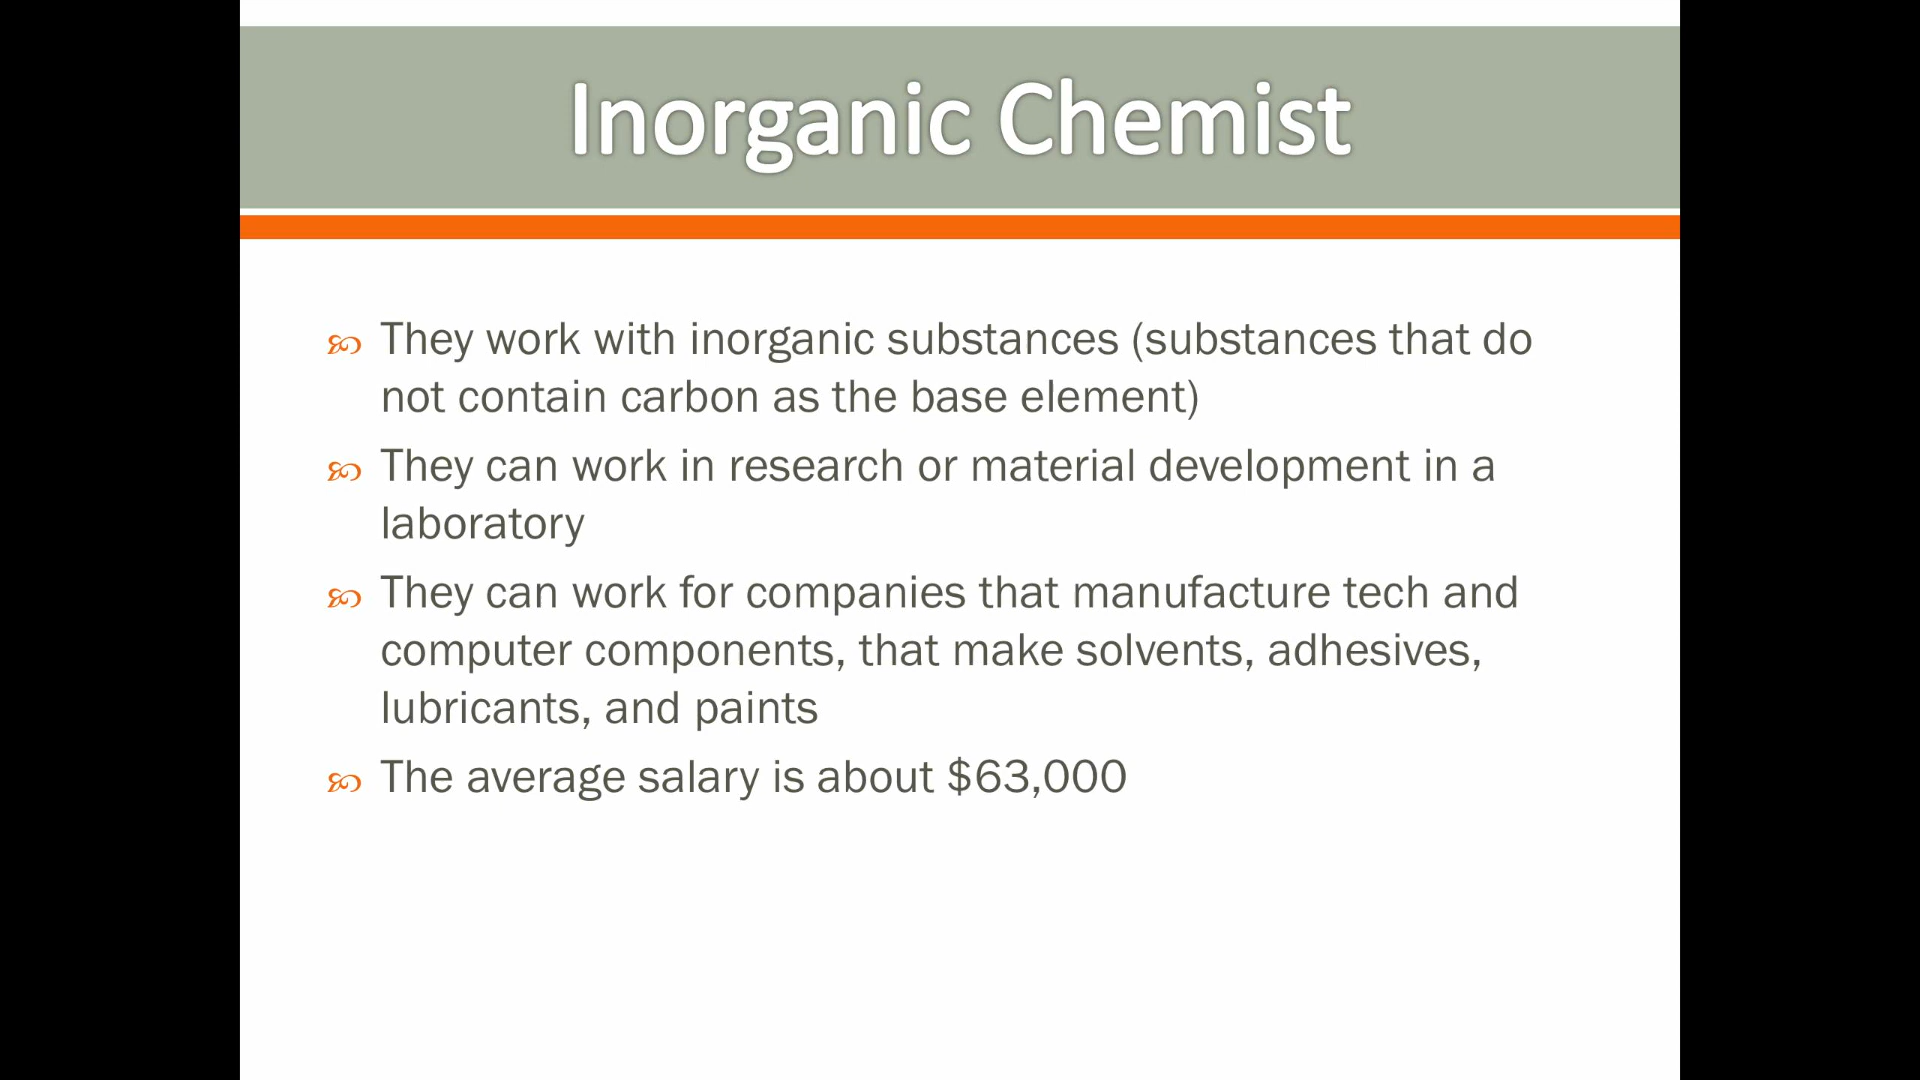 Inorganic Chemist
They work with inorganic substances (substances that do
not contain carbon as the base element)
They can work in research or material development in a
laboratory
They can work for companies that manufacture tech and
computer components, that make solvents, adhesives,
lubricants, and paints
The average salary is about $63,000